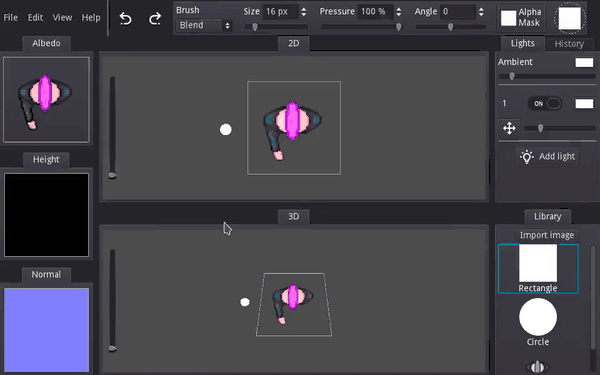 File Edit View Help
Brush
Blend
Size 16 px
Pressure 100 %
Angle 0
Alpha
Mask
Albedo
2D
Lights History
Ambient
1 ON
Add light
Height
3D
Library
Import image
Rectangle
Normal
Circle